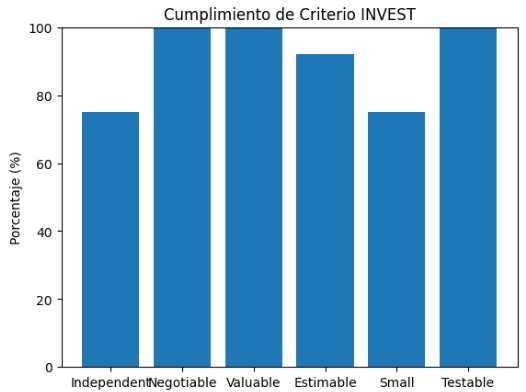 Cumplimiento de Criterio INVEST
Porcentaje (%)
100
80
60
40
20
0
Independent Negotiable Valuable Estimable Small Testable